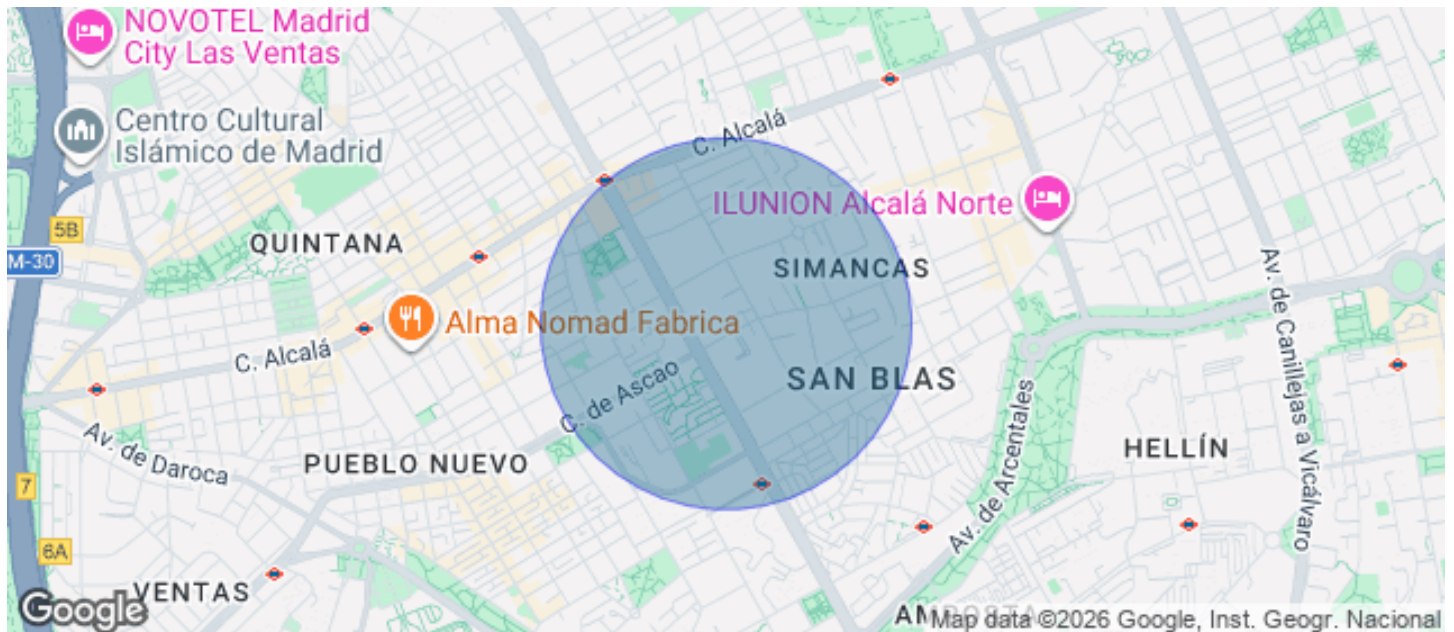 NOVOTEL Madrid
City Las Ventas
Centro Cultural
Islámico de Madrid
C. Alcalá
ILUNION Alcalá Norte
5B
M-30
QUINTANA
SIMANCAS
Alma Nomad Fabrica
C. Alcalá
C. de Ascao
SAN BLAS
Av. de Canillejas a Vicálvaro
Av. de Daroca
PUEBLO NUEVO
HELLÍN
Av. de Arcentales
7
6A
VENTAS
Google
Map data ©2026 Google, Inst. Geogr. Nacional